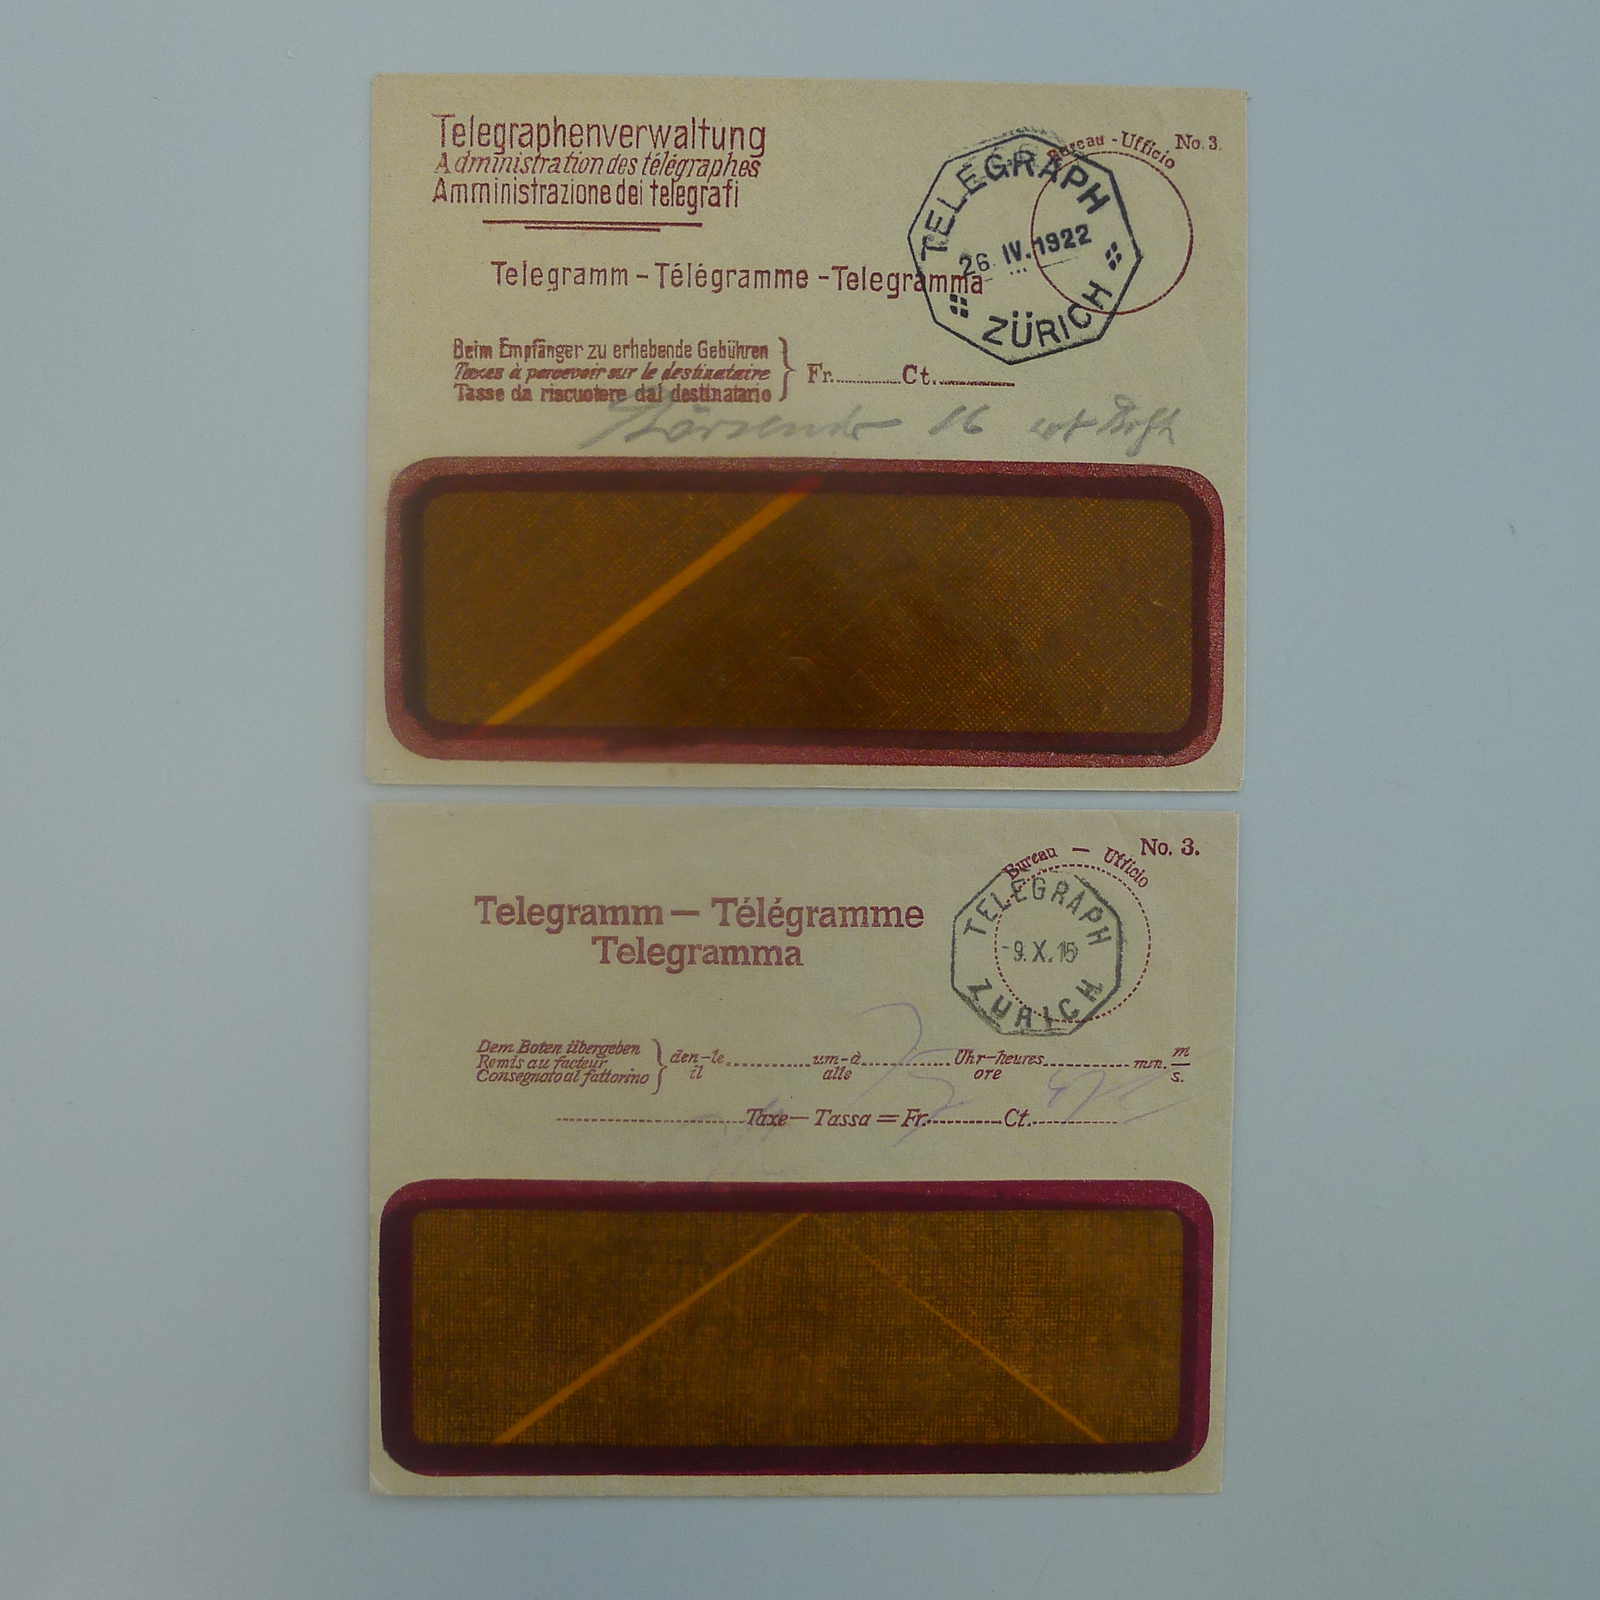 Telegraphenverwaltung
Administration des télégraphes
Amministrazione dei telegrafi
Bureau - Ufficio No. 3.
TELEGRAPH
26. IV. 1922
ZÜRICH
Telegramm - Télégramme - Telegramma
Beim Empfänger zu erhebende Gebühren
Taxes à percevoir sur le destinataire
Tasse da riscuotere dal destinatario
Fr. Ct.
16
No. 3.
Bureau — Ufficio
TELEGRAPH
-9. X. 15
ZÜRICH
Telegramm — Télégramme
Telegramma
Dem Boten übergeben
Remis au facteur
Consegnato al fattorino
den-le um-à Uhr-heures min. m/s.
il alle ore
Taxe — Tassa = Fr. Ct.